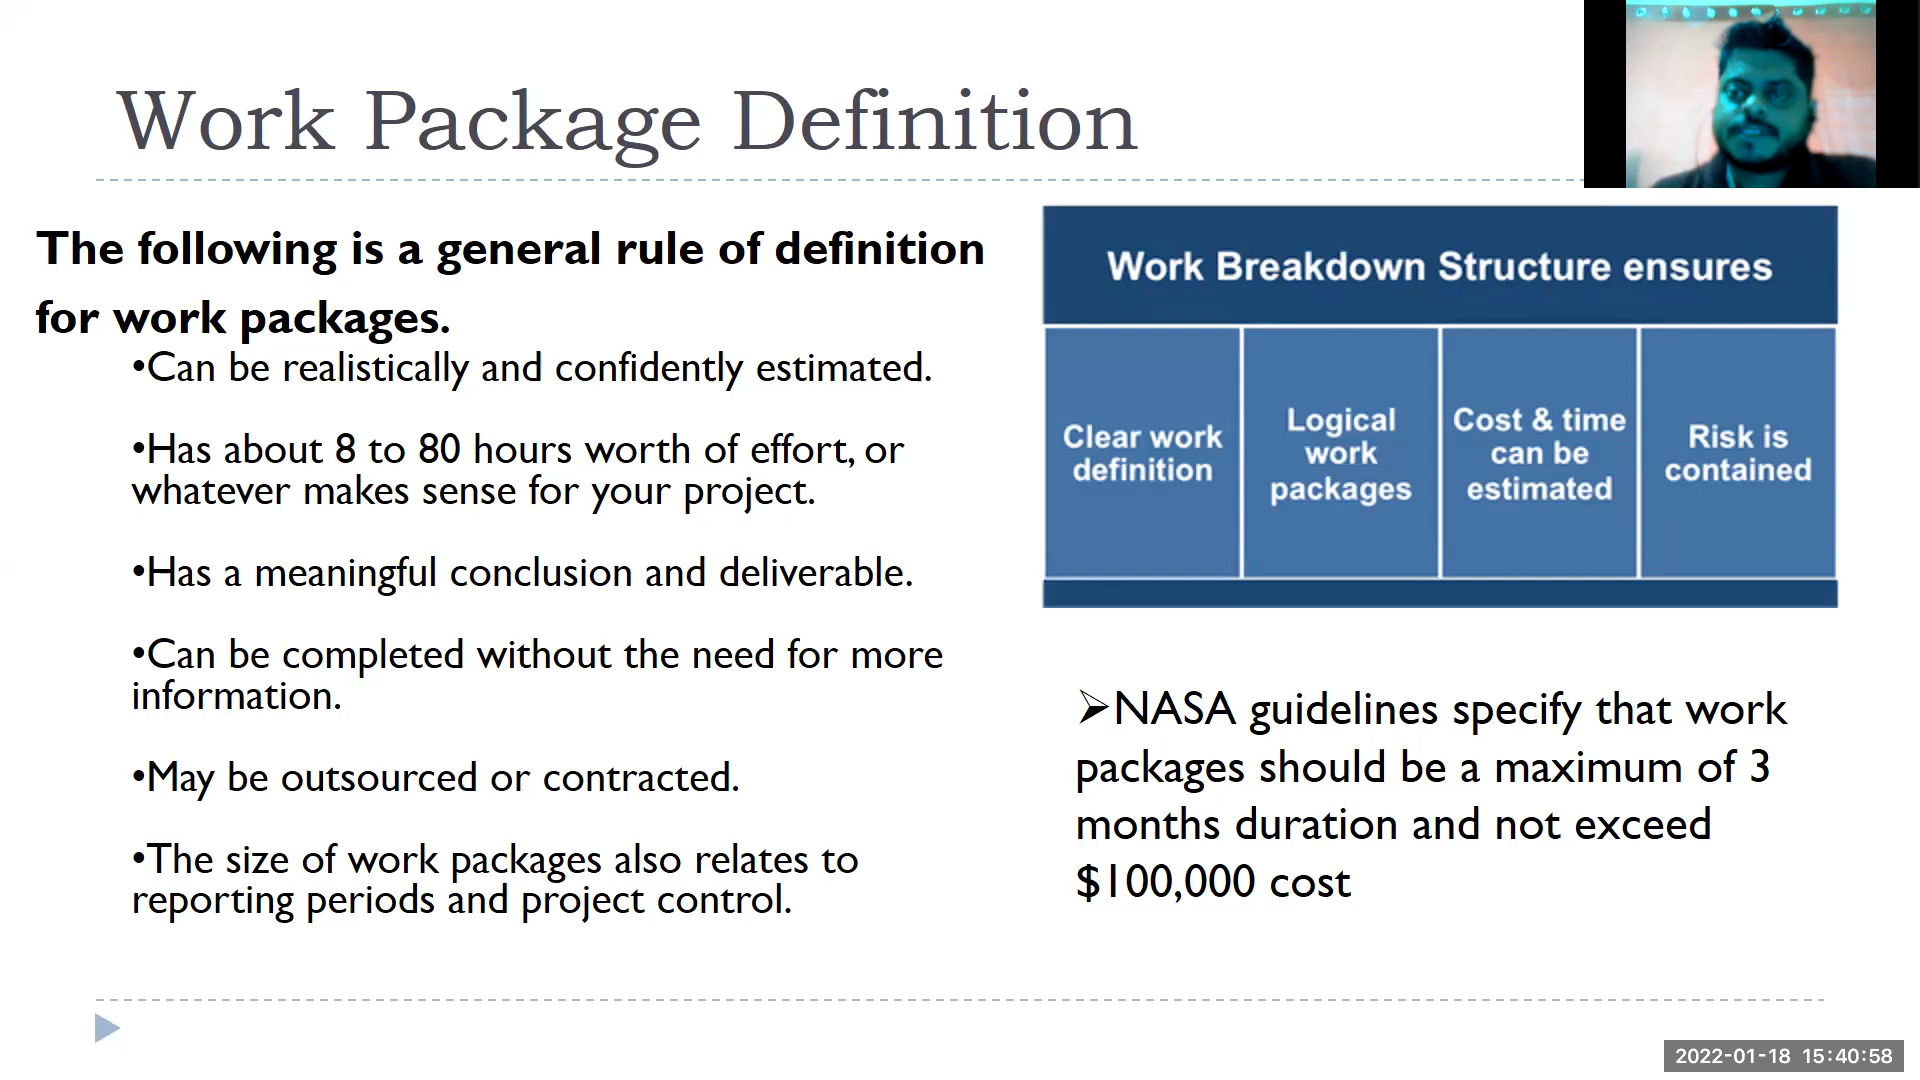 Work Package Definition
The following is a general rule of definition
for work packages.
•Can be realistically and confidently estimated.
•Has about 8 to 80 hours worth of effort, or
whatever makes sense for your project.
•Has a meaningful conclusion and deliverable.
•Can be completed without the need for more
information.
•May be outsourced or contracted.
•The size of work packages also relates to
reporting periods and project control.
Work Breakdown Structure ensures
Clear work
definition
Logical
work
packages
Cost & time
can be
estimated
Risk is
contained
➢NASA guidelines specify that work
packages should be a maximum of 3
months duration and not exceed
$100,000 cost
2022-01-18 15:40:58